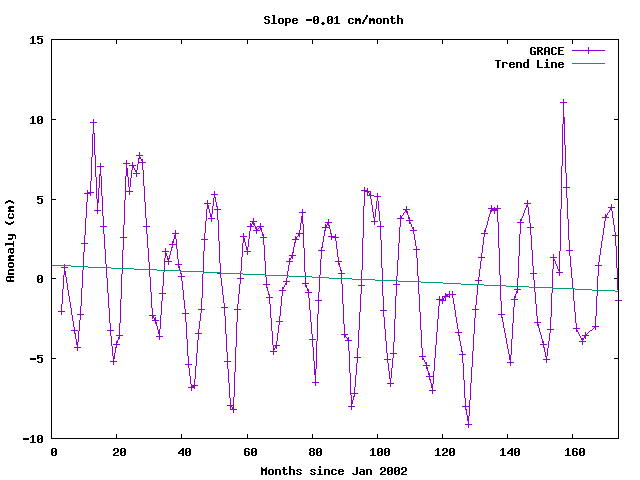 Slope -0.01 cm/month
GRACE
Trend Line
15
10
5
0
-5
-10
Anomaly (cm)
0 20 40 60 80 100 120 140 160
Months since Jan 2002